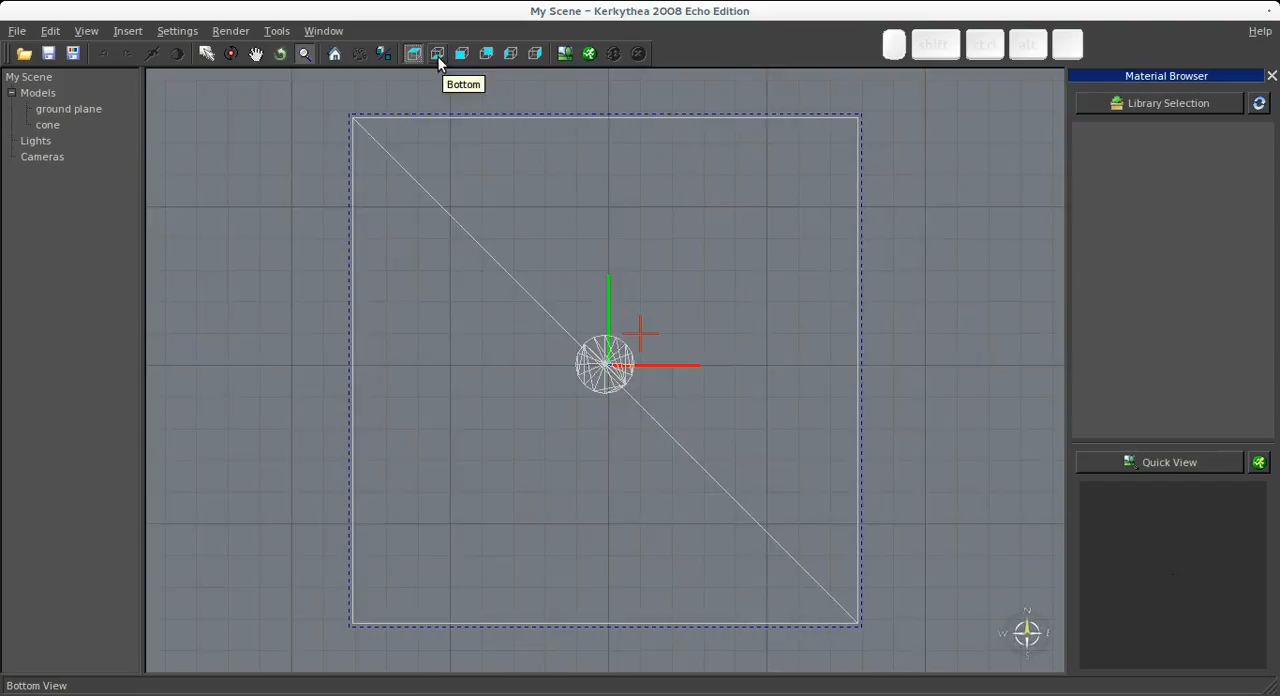 My Scene - Kerkythea 2008 Echo Edition
File Edit View Insert Settings Render Tools Window Help
shift ctrl alt
Bottom
My Scene
Models
ground plane
cone
Lights
Cameras
Material Browser
Library Selection
Quick View
N
W E
S
Bottom View